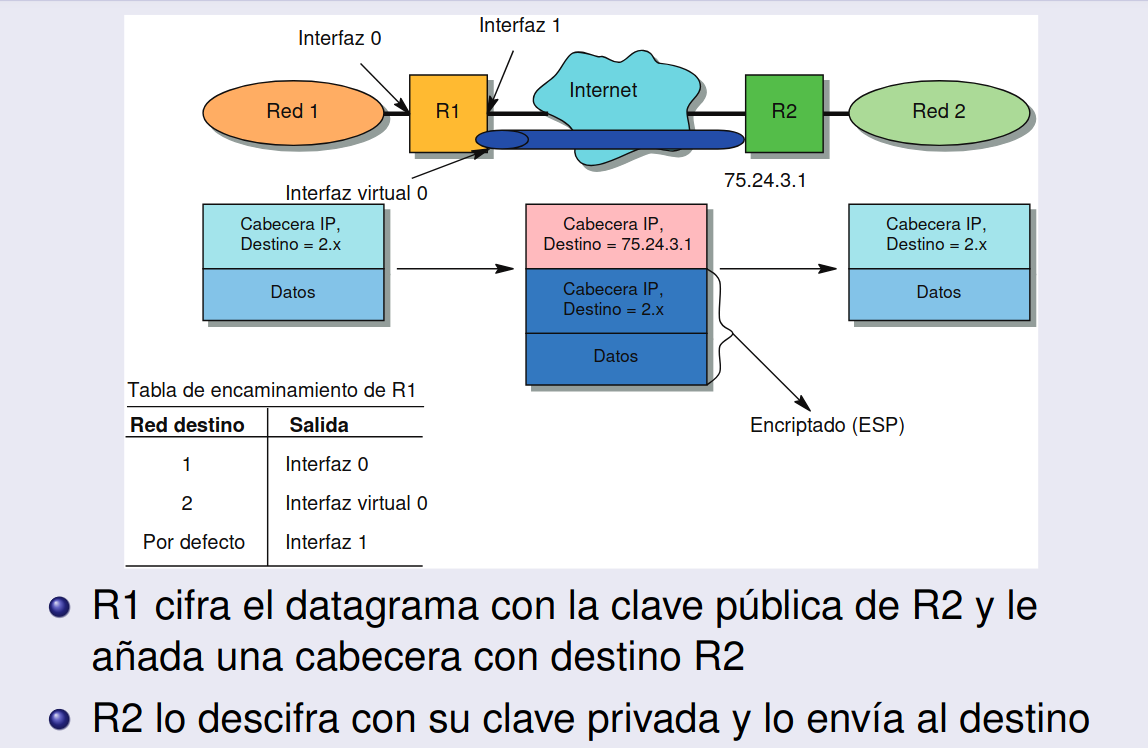 Interfaz 0
Interfaz 1
Red 1
R1
Internet
R2
Red 2
Interfaz virtual 0
75.24.3.1
Cabecera IP,
Destino = 2.x
Datos
Cabecera IP,
Destino = 75.24.3.1
Cabecera IP,
Destino = 2.x
Datos
Cabecera IP,
Destino = 2.x
Datos
Encriptado (ESP)
Tabla de encaminamiento de R1
Red destino Salida
1 Interfaz 0
2 Interfaz virtual 0
Por defecto Interfaz 1
R1 cifra el datagrama con la clave pública de R2 y le
añada una cabecera con destino R2
R2 lo descifra con su clave privada y lo envía al destino